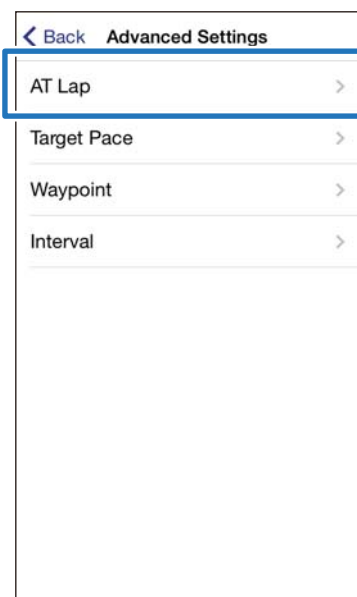 Back Advanced Settings
AT Lap
Target Pace
Waypoint
Interval